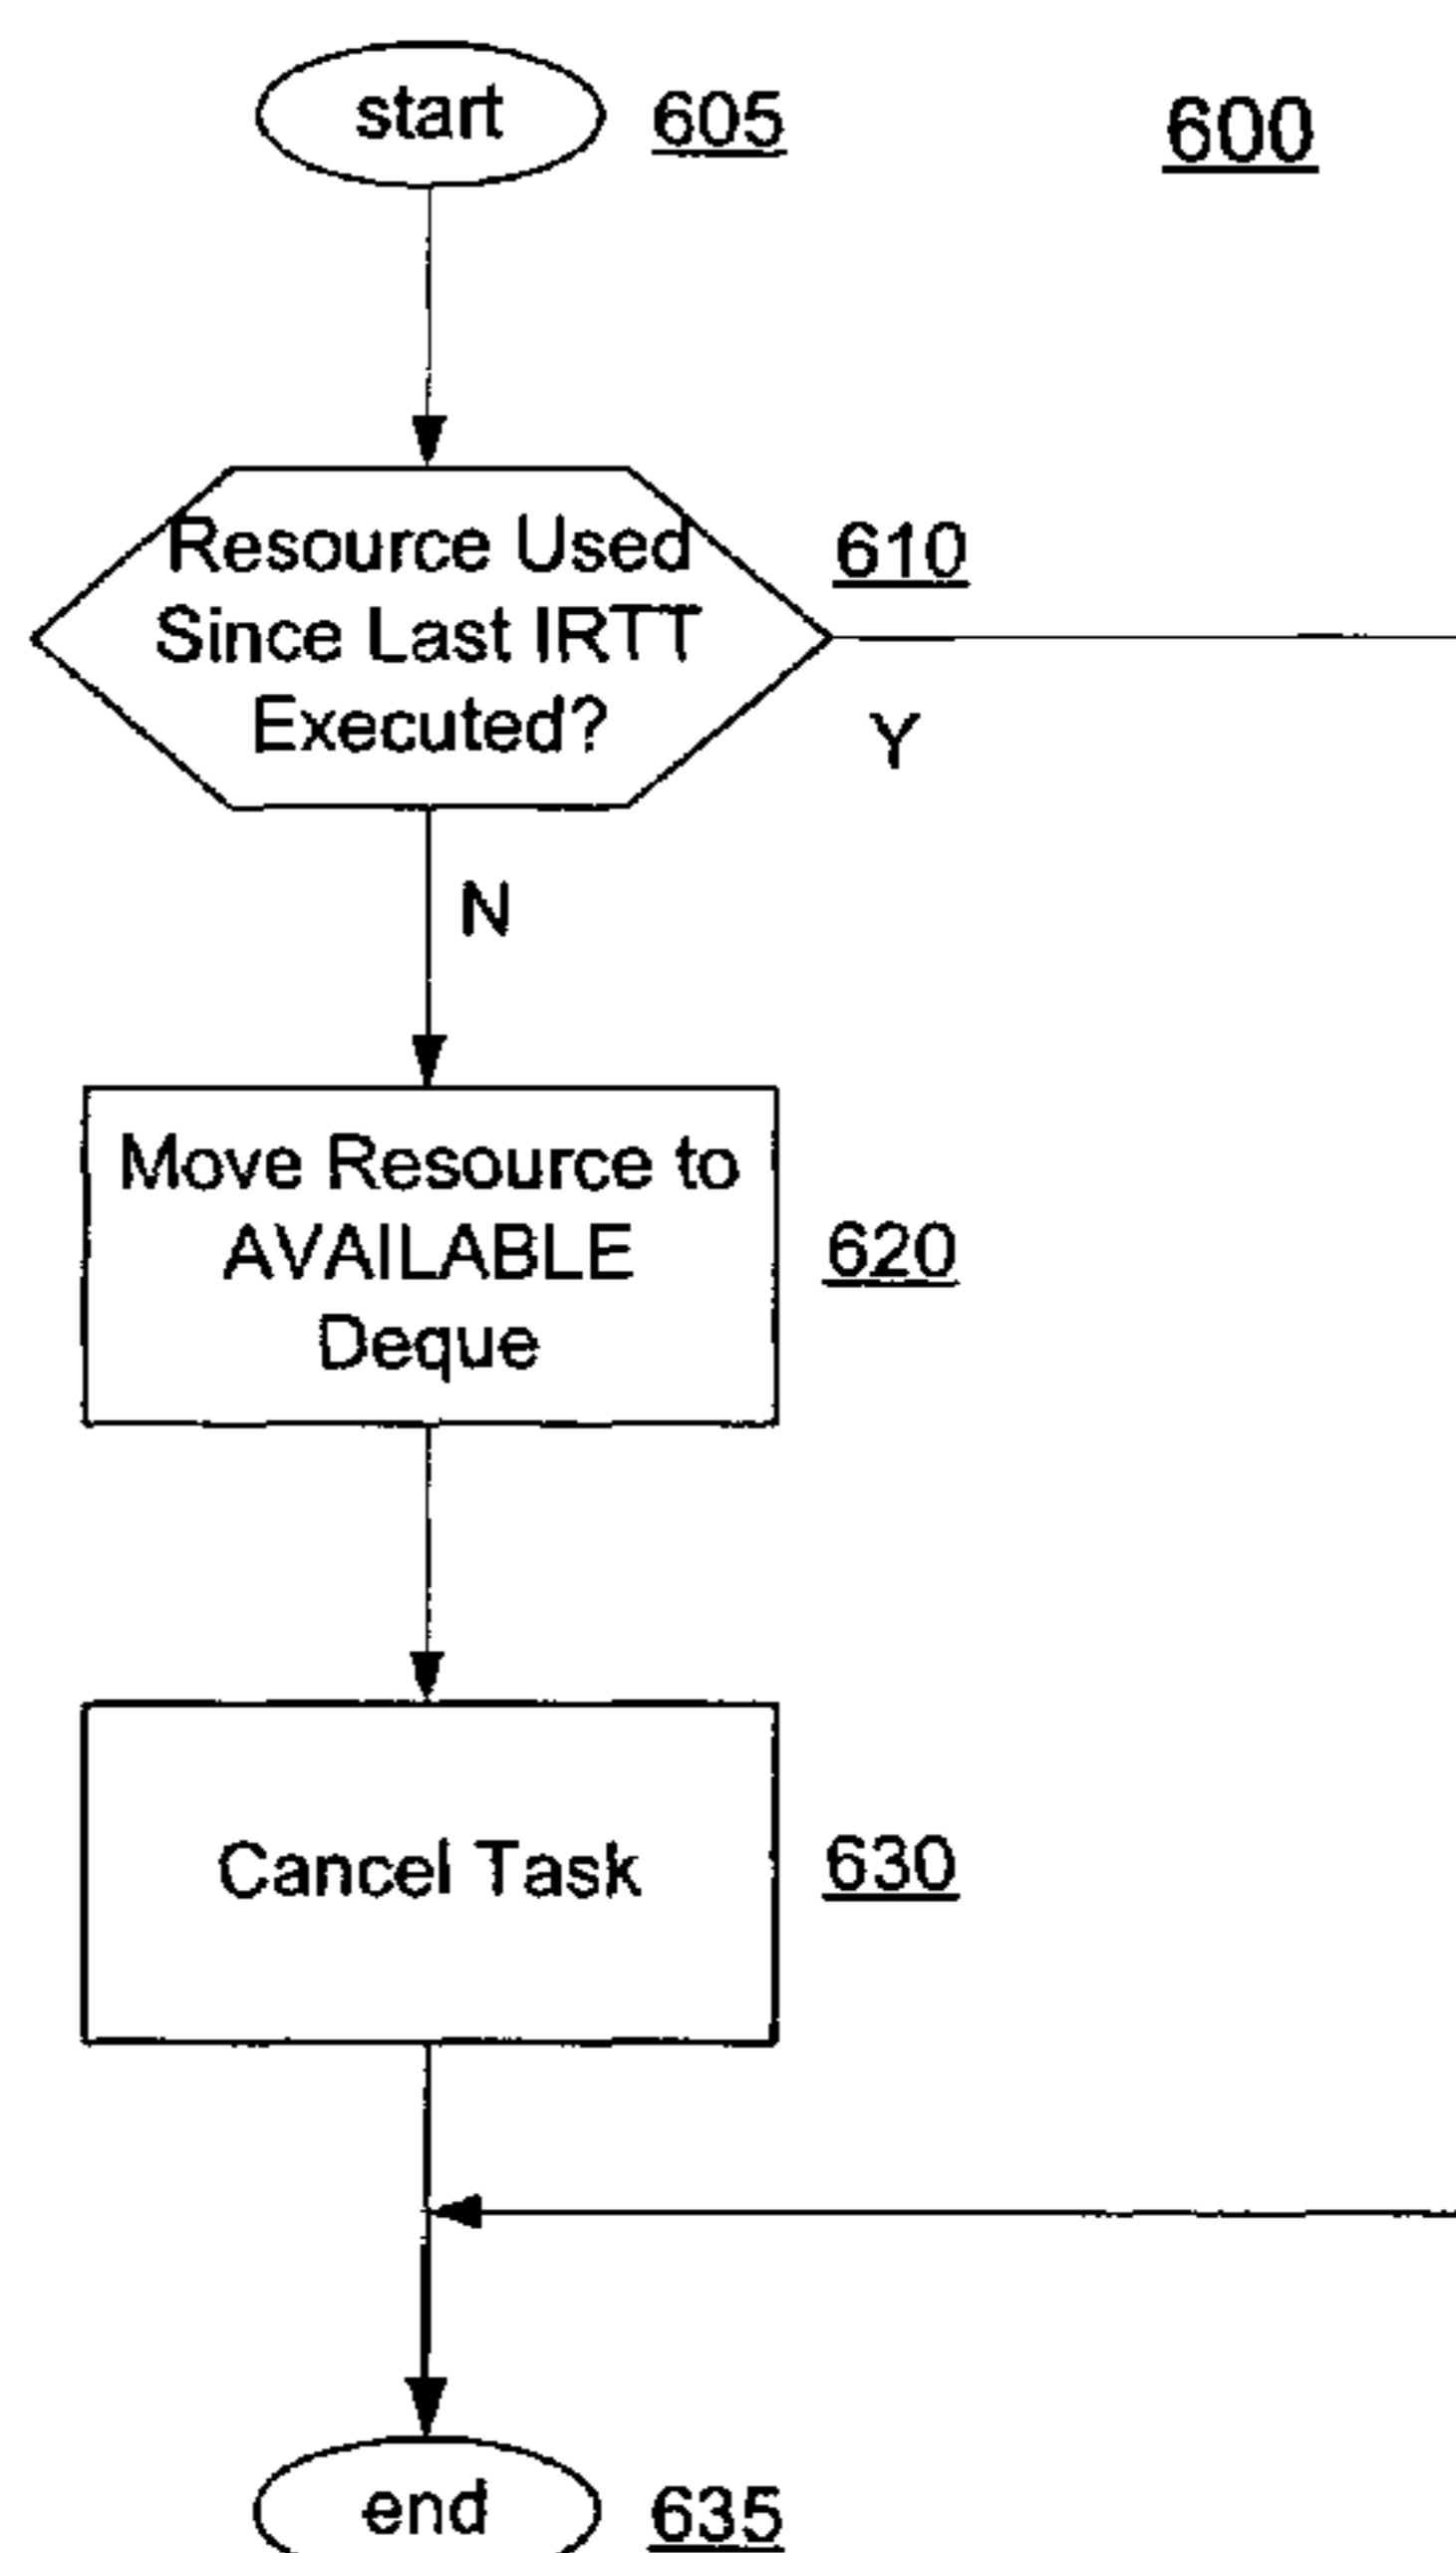 start 605 600
Resource Used
Since Last IRTT
Executed?
610
Y
N
Move Resource to
AVAILABLE
Deque
620
Cancel Task 630
end 635